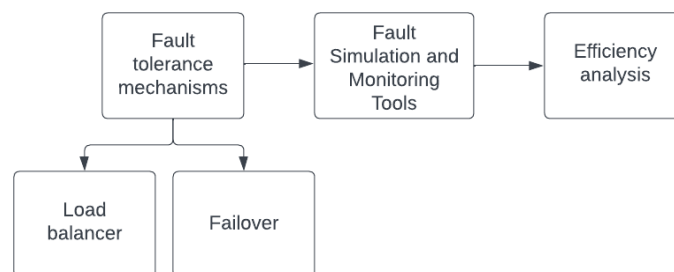 Fault
tolerance
mechanisms
Fault
Simulation and
Monitoring
Tools
Efficiency
analysis
Load
balancer
Failover